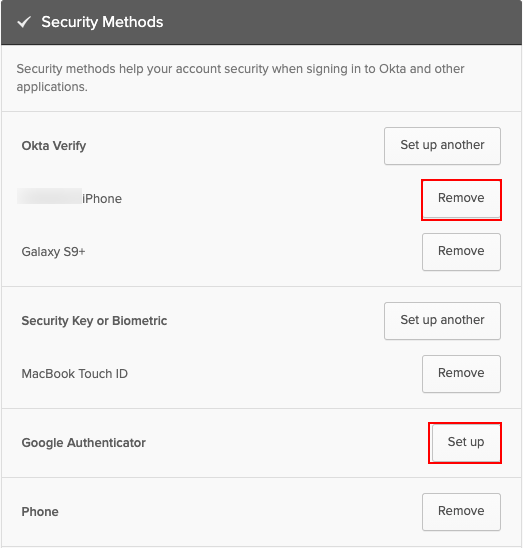 Security Methods
Security methods help your account security when signing in to Okta and other
applications.
Okta Verify
Set up another
iPhone
Remove
Galaxy S9+
Remove
Security Key or Biometric
Set up another
MacBook Touch ID
Remove
Google Authenticator
Set up
Phone
Remove